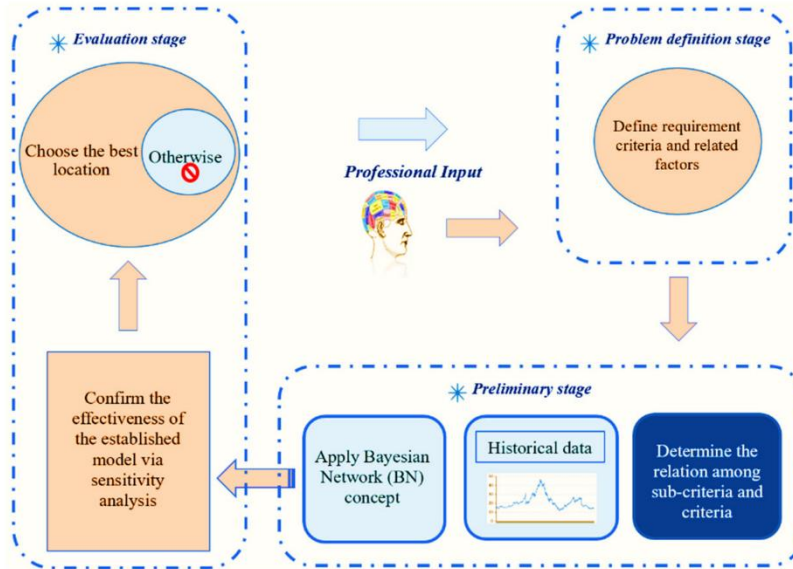 Evaluation stage
Choose the best
location
Otherwise
Professional Input
Problem definition stage
Define requirement
criteria and related
factors
Confirm the
effectiveness of
the established
model via
sensitivity
analysis
Preliminary stage
Apply Bayesian
Network (BN)
concept
Historical data
Determine the
relation among
sub-criteria and
criteria